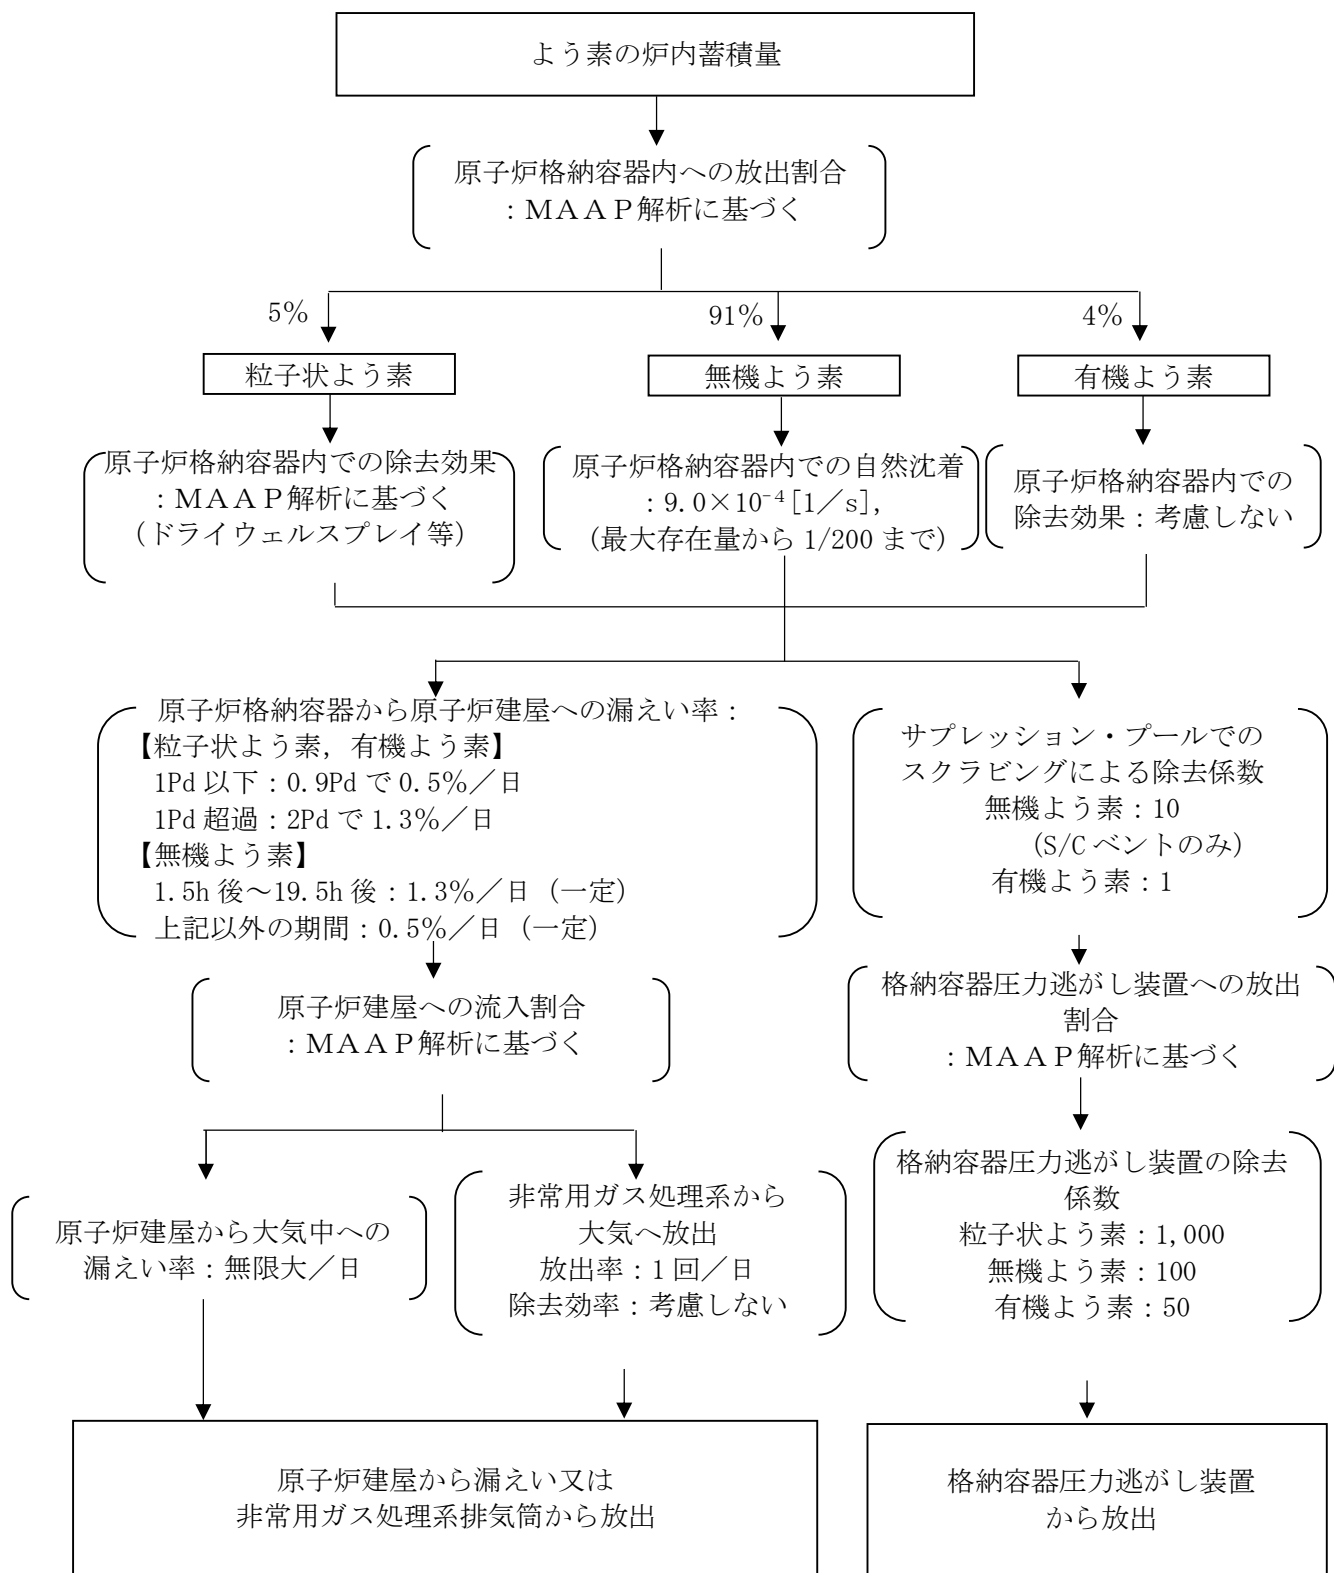 よう素の炉内蓄積量
原子炉格納容器内への放出割合
：ＭＡＡＰ解析に基づく
5％
91％
4％
粒子状よう素
無機よう素
有機よう素
原子炉格納容器内での除去効果
：ＭＡＡＰ解析に基づく
（ドライウェルスプレイ等）
原子炉格納容器内での自然沈着
：9.0×10⁻⁴[1／s],
（最大存在量から 1/200 まで）
原子炉格納容器内での
除去効果：考慮しない
原子炉格納容器から原子炉建屋への漏えい率：
【粒子状よう素，有機よう素】
1Pd 以下：0.9Pd で 0.5％／日
1Pd 超過：2Pd で 1.3％／日
【無機よう素】
1.5h 後～19.5h 後：1.3％／日（一定）
上記以外の期間：0.5％／日（一定）
サプレッション・プールでの
スクラビングによる除去係数
無機よう素：10
（S/C ベントのみ）
有機よう素：1
原子炉建屋への流入割合
：ＭＡＡＰ解析に基づく
格納容器圧力逃がし装置への放出
割合
：ＭＡＡＰ解析に基づく
原子炉建屋から大気中への
漏えい率：無限大／日
非常用ガス処理系から
大気へ放出
放出率：1 回／日
除去効率：考慮しない
格納容器圧力逃がし装置の除去
係数
粒子状よう素：1,000
無機よう素：100
有機よう素：50
原子炉建屋から漏えい又は
非常用ガス処理系排気筒から放出
格納容器圧力逃がし装置
から放出